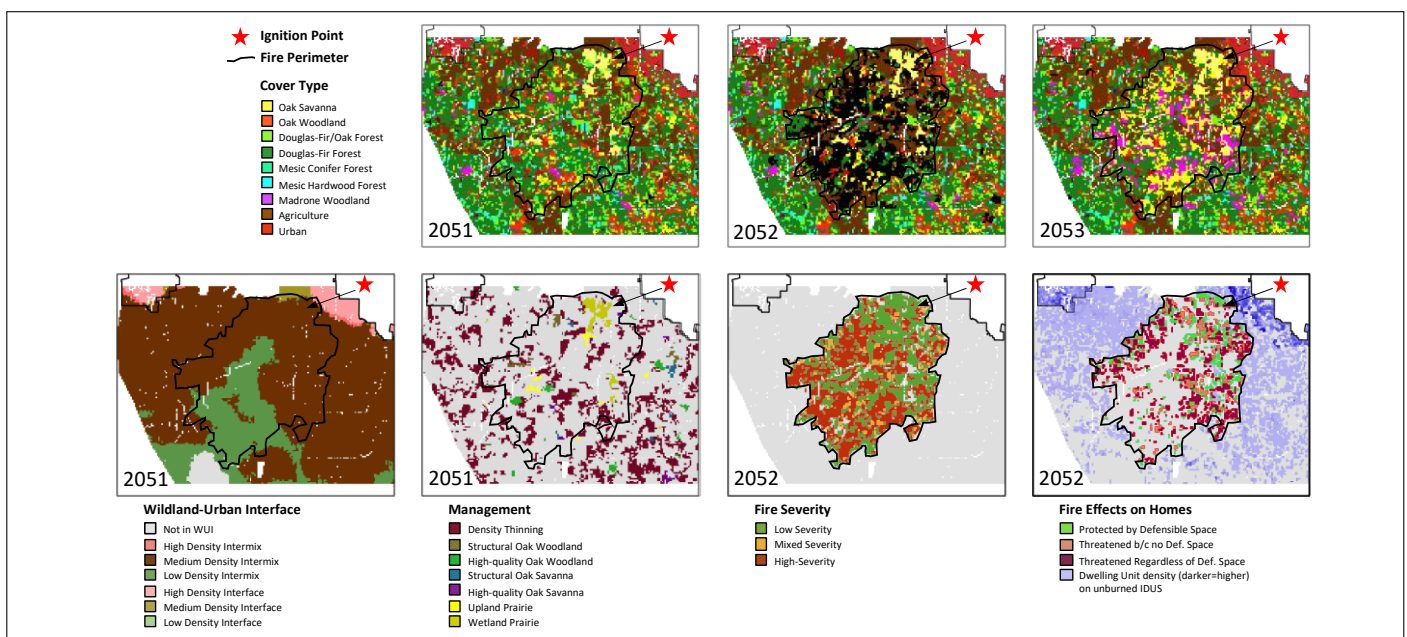 Ignition Point
Fire Perimeter
Cover Type
Oak Savanna
Oak Woodland
Douglas-Fir/Oak Forest
Douglas-Fir Forest
Mesic Conifer Forest
Mesic Hardwood Forest
Madrone Woodland
Agriculture
Urban
2051
2052
2053
2051
2051
2052
2052
Wildland-Urban Interface
Not in WUI
High Density Intermix
Medium Density Intermix
Low Density Intermix
High Density Interface
Medium Density Interface
Low Density Interface
Management
Density Thinning
Structural Oak Woodland
High-quality Oak Woodland
Structural Oak Savanna
High-quality Oak Savanna
Upland Prairie
Wetland Prairie
Fire Severity
Low Severity
Mixed Severity
High-Severity
Fire Effects on Homes
Protected by Defensible Space
Threatened b/c no Def. Space
Threatened Regardless of Def. Space
Dwelling Unit density (darker=higher)
on unburned IDUS